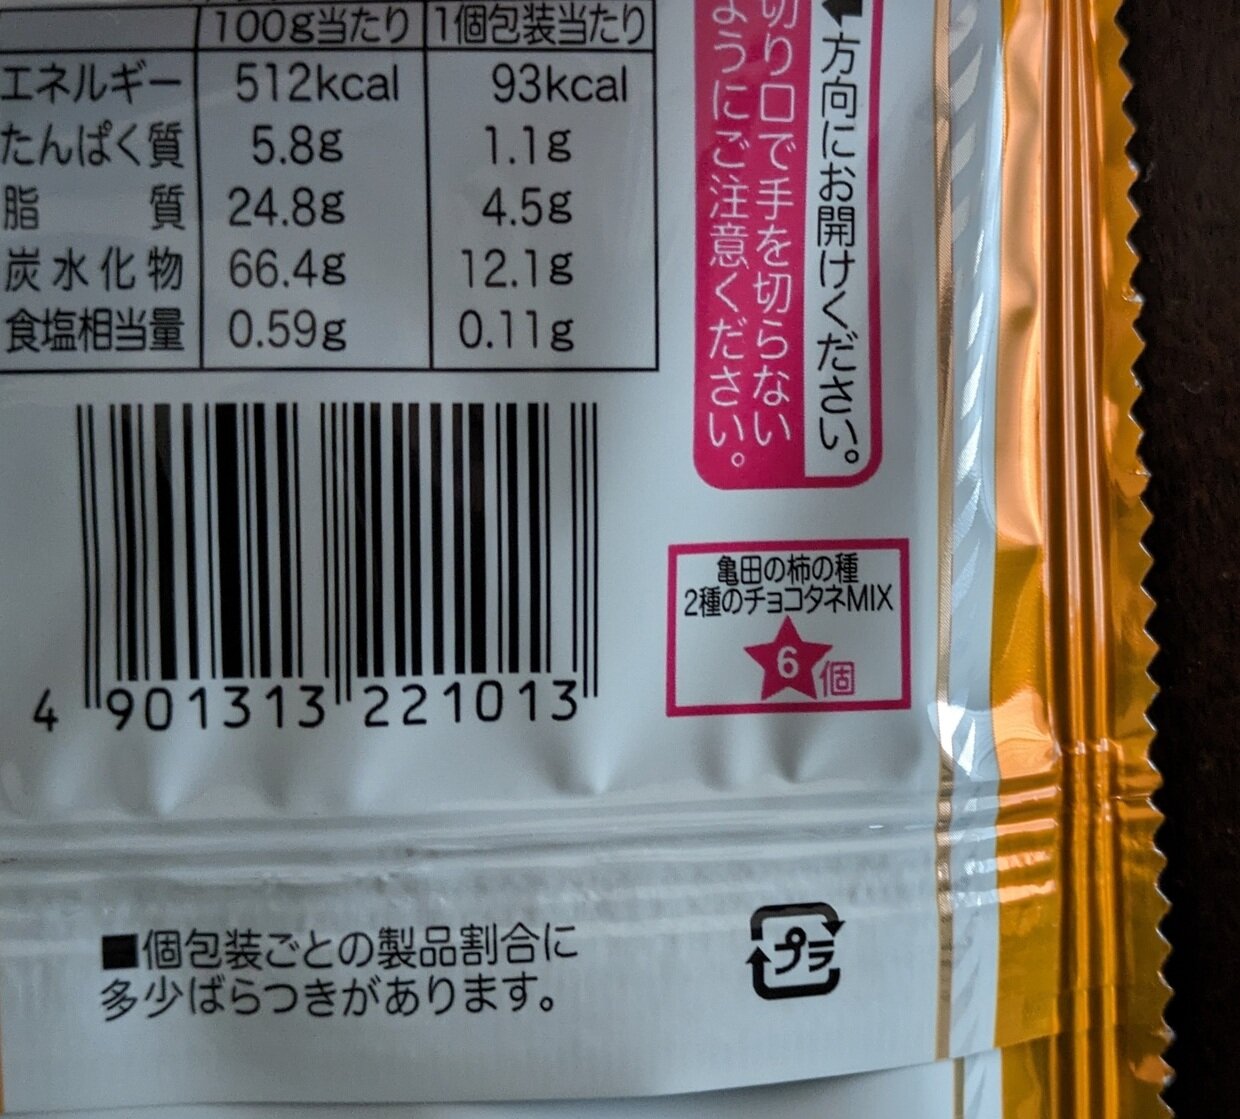 100g当たり 1個包装当たり
エネルギー 512kcal 93kcal
たんぱく質 5.8g 1.1g
脂質 24.8g 4.5g
炭水化物 66.4g 12.1g
食塩相当量 0.59g 0.11g
方向にお開けください。
切り口で手を切らない
ようにご注意ください。
亀田の柿の種
2種のチョコタネMIX
6個
4 901313 221013
■個包装ごとの製品割合に
多少ばらつきがあります。
プラ